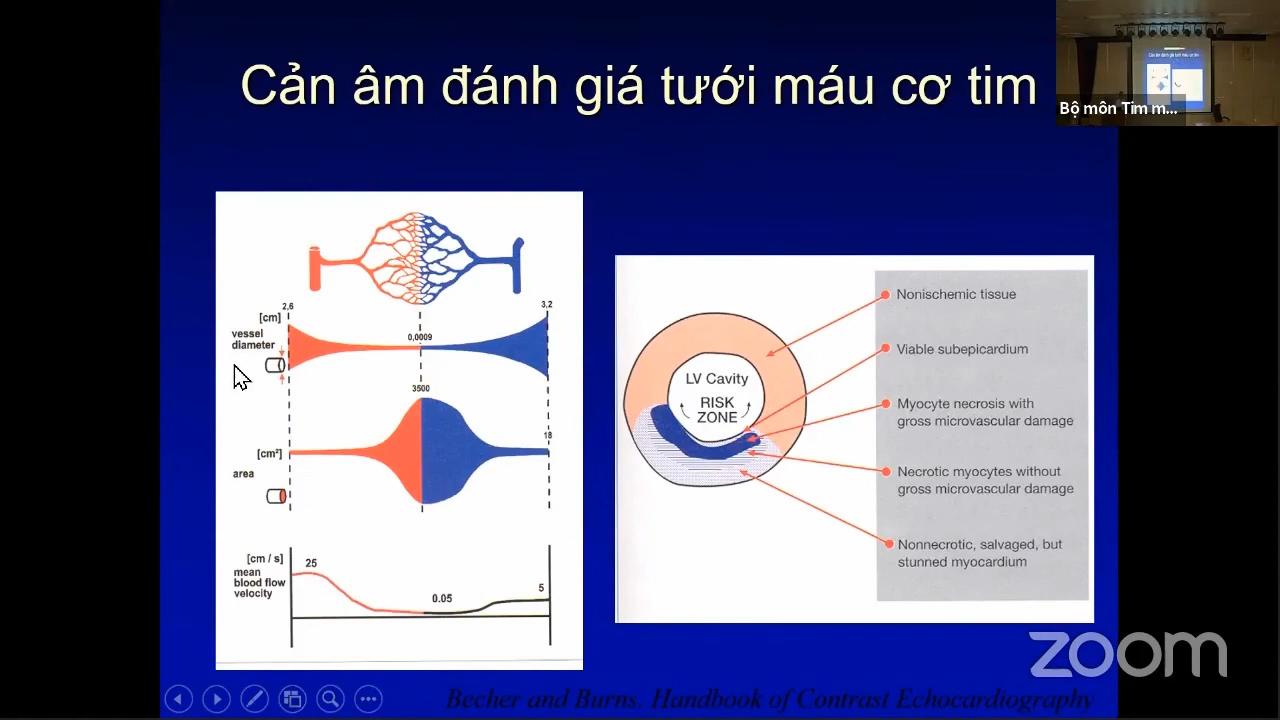 Cản âm đánh giá tưới máu cơ tim
Bộ môn Tim m...
2,6
3,2
[cm]
vessel
diameter
0,0009
3500
18
[cm²]
area
[cm / s]
mean
blood flow
velocity
25
0.05
5
LV Cavity
RISK
ZONE
Nonischemic tissue
Viable subepicardium
Myocyte necrosis with
gross microvascular damage
Necrotic myocytes without
gross microvascular damage
Nonnecrotic, salvaged, but
stunned myocardium
zoom
Becher and Burns. Handbook of Contrast Echocardiography